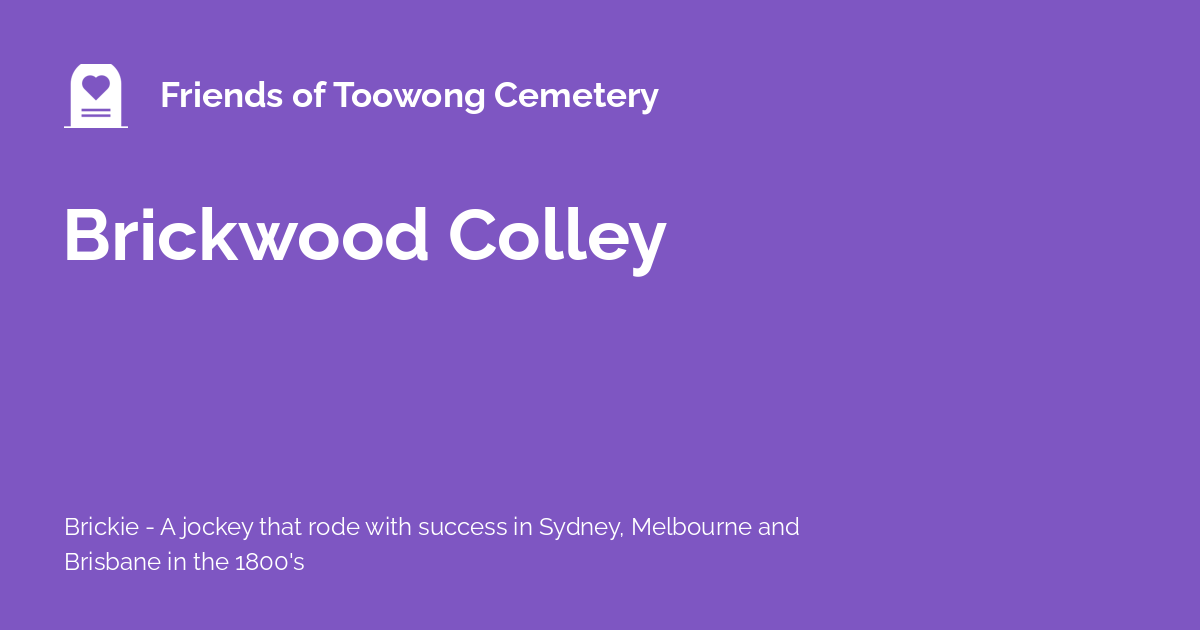 Friends of Toowong Cemetery
Brickwood Colley
Brickie - A jockey that rode with success in Sydney, Melbourne and
Brisbane in the 1800's